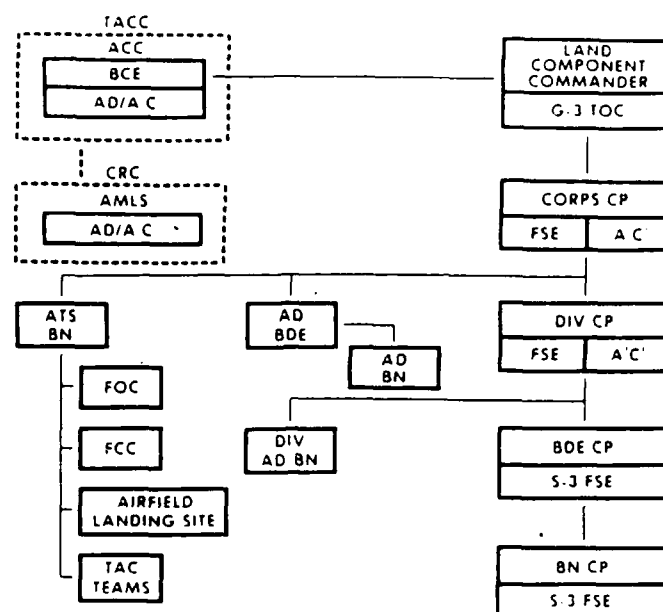 TACC
ACC
BCE
AD/A C
LAND
COMPONENT
COMMANDER
G-3 TOC
CRC
AMLS
AD/A C
CORPS CP
FSE
A C
ATS
BN
AD
BDE
AD
BN
DIV CP
FSE
A'C'
FOC
FCC
AIRFIELD
LANDING SITE
TAC
TEAMS
DIV
AD BN
BDE CP
S-3 FSE
BN CP
S-3 FSE